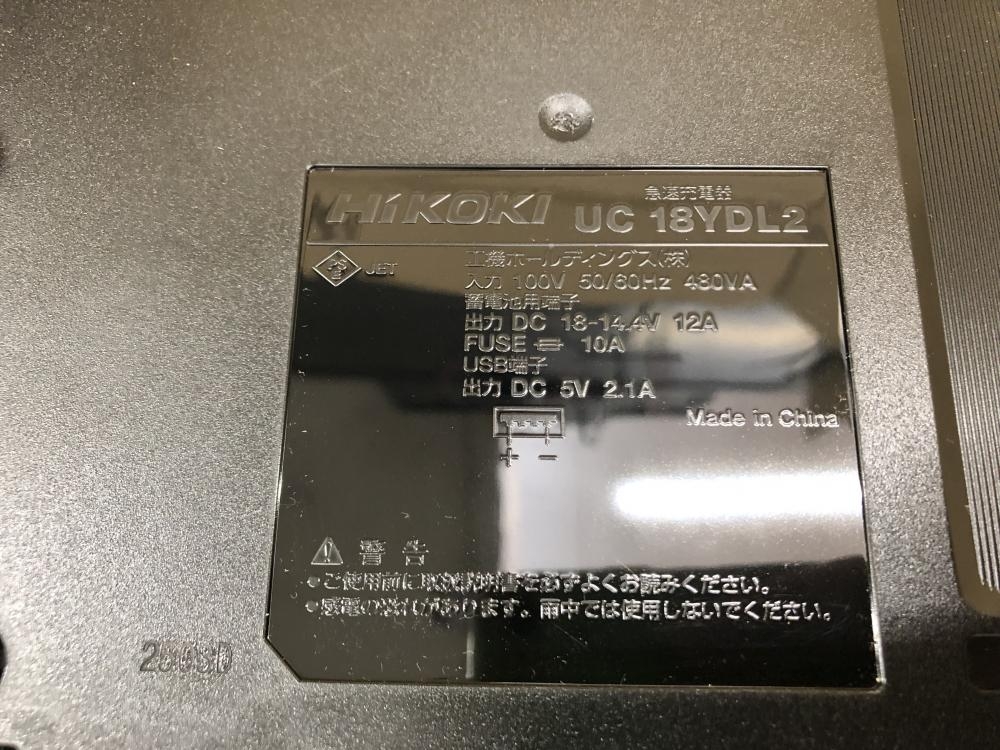 HiKOKI
急速充電器
UC 18YDL2
PS
E
JET
工機ホールディングス(株)
入力 100V 50/60Hz 480VA
蓄電池用端子
出力 DC 18-14.4V 12A
FUSE 10A
USB端子
出力 DC 5V 2.1A
+ −
Made in China
警告
●ご使用前に取扱説明書を必ずよくお読みください。
●感電の恐れがあります。雨中では使用しないでください。